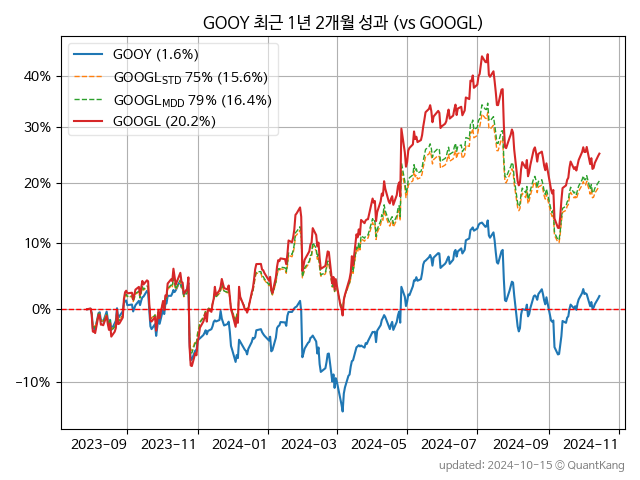 GOOY 최근 1년 2개월 성과 (vs GOOGL)
GOOY (1.6%)
GOOGL_STD 75% (15.6%)
GOOGL_MDD 79% (16.4%)
GOOGL (20.2%)
40%
30%
20%
10%
0%
−10%
2023-09 2023-11 2024-01 2024-03 2024-05 2024-07 2024-09 2024-11
updated: 2024-10-15 © QuantKang